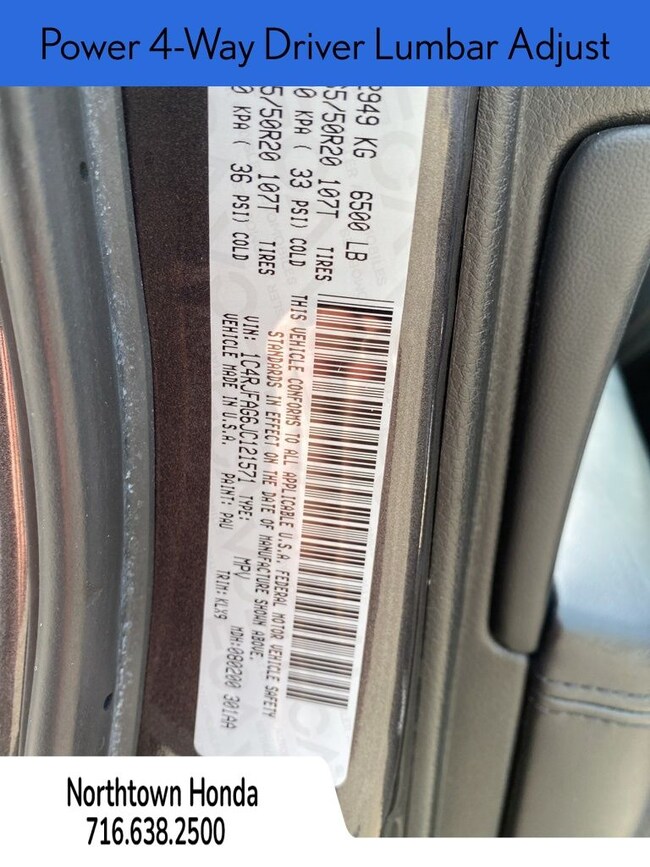 Power 4-Way Driver Lumbar Adjust
2949 KG 6500 LB
5/50R20 107T TIRES
0 KPA ( 33 PSI) COLD
5/50R20 107T TIRES
0 KPA ( 36 PSI) COLD
THIS VEHICLE CONFORMS TO ALL APPLICABLE U.S.A. FEDERAL MOTOR VEHICLE SAFETY
STANDARDS IN EFFECT ON THE DATE OF MANUFACTURE SHOWN ABOVE.
VIN: 1C4RJFAG6JC121571 TYPE: MPV
VEHICLE MADE IN U.S.A. PAINT: PAU TRIM: KLX9 MDH:080200 301AA
Northtown Honda
716.638.2500